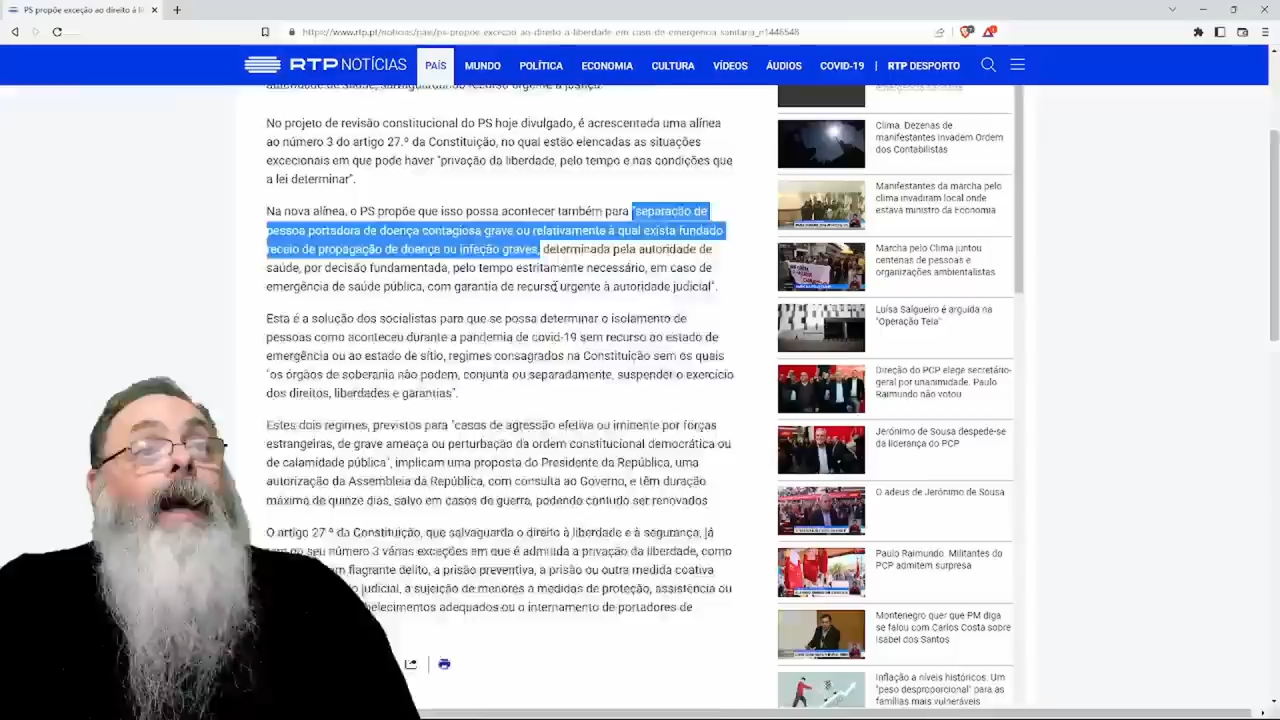 PS propõe exceção ao direito à li
https://www.rtp.pt/noticias/pais/ps-propoe-excecao-ao-direito-a-liberdade-em-caso-de-emergencia-sanitaria_n1446548
RTP NOTÍCIAS
PAÍS MUNDO POLÍTICA ECONOMIA CULTURA VÍDEOS ÁUDIOS COVID-19 | RTP DESPORTO
autoridade de saúde, salvaguardando recurso urgente à justiça.
No projeto de revisão constitucional do PS hoje divulgado, é acrescentada uma alínea
ao número 3 do artigo 27.º da Constituição, no qual estão elencadas as situações
excecionais em que pode haver "privação da liberdade, pelo tempo e nas condições que
a lei determinar".
Na nova alínea, o PS propõe que isso possa acontecer também para "separação de
pessoa portadora de doença contagiosa grave ou relativamente à qual exista fundado
receio de propagação de doença ou infeção graves, determinada pela autoridade de
saúde, por decisão fundamentada, pelo tempo estritamente necessário, em caso de
emergência de saúde pública, com garantia de recurso urgente à autoridade judicial".
Esta é a solução dos socialistas para que se possa determinar o isolamento de
pessoas como aconteceu durante a pandemia de covid-19 sem recurso ao estado de
emergência ou ao estado de sítio, regimes consagrados na Constituição sem os quais
"os órgãos de soberania não podem, conjunta ou separadamente, suspender o exercício
dos direitos, liberdades e garantias".
Estes dois regimes, previstos para "casos de agressão efetiva ou iminente por forças
estrangeiras, de grave ameaça ou perturbação da ordem constitucional democrática ou
de calamidade pública", implicam uma proposta do Presidente da República, uma
autorização da Assembleia da República, com consulta ao Governo, e têm duração
máximo de quinze dias, salvo em casos de guerra, podendo contudo ser renovados
O artigo 27.º da Constituição, que salvaguarda o direito à liberdade e à segurança, já
no seu número 3 várias exceções em que é admitida a privação da liberdade, como
m flagrante delito, a prisão preventiva, a prisão ou outra medida coativa
judicial, a sujeição de menores a medidas de proteção, assistência ou
belecimentos adequados ou o internamento de portadores de
emergência sanitária
Clima. Dezenas de
manifestantes invadem Ordem
dos Contabilistas
Manifestantes da marcha pelo
clima invadiram local onde
estava ministro da Economia
Marcha pelo Clima juntou
centenas de pessoas e
organizações ambientalistas
Luísa Salgueiro é arguida na
"Operação Teia"
Direção do PCP elege secretário-
geral por unanimidade. Paulo
Raimundo não votou
Jerónimo de Sousa despede-se
da liderança do PCP
O adeus de Jerónimo de Sousa
Paulo Raimundo. Militantes do
PCP admitem surpresa
Montenegro quer que PM diga
se falou com Carlos Costa sobre
Isabel dos Santos
Inflação a níveis históricos. Um
"peso desproporcional" para as
famílias mais vulneráveis